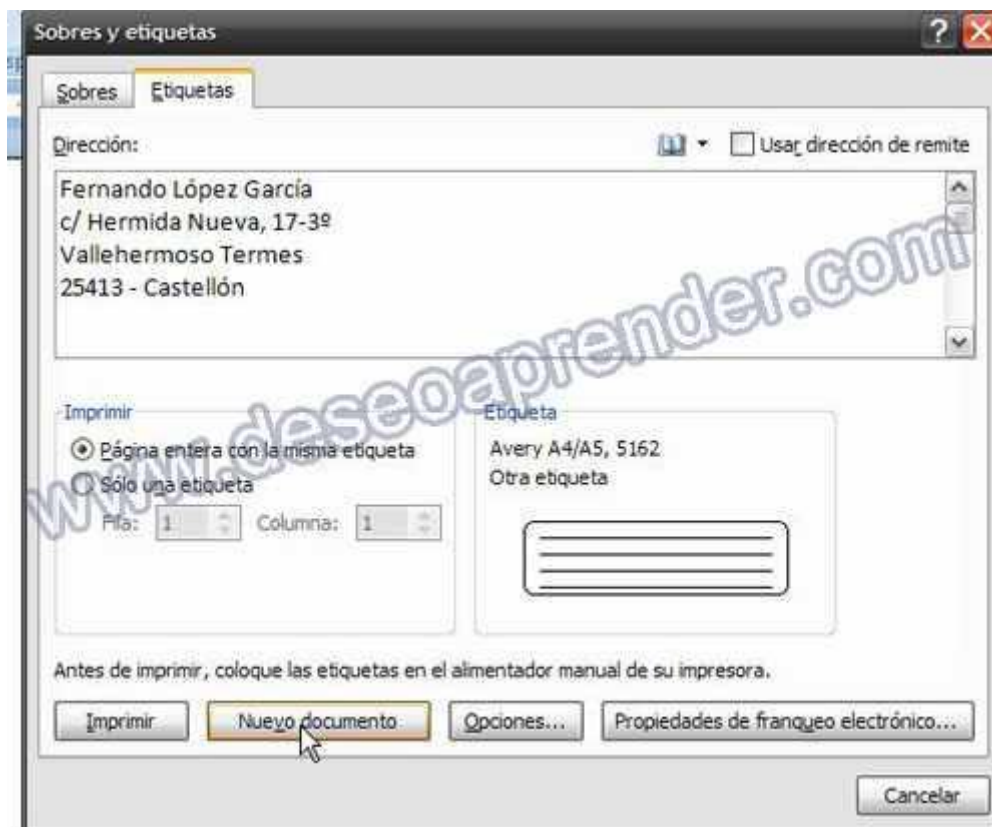 Sobres y etiquetas
?
Sobres Etiquetas
Dirección: Usar dirección de remite
Fernando López García
c/ Hermida Nueva, 17-3º
Vallehermoso Termes
25413 - Castellón
www.deseoaprender.com
Imprimir
Página entera con la misma etiqueta
Sólo una etiqueta
Fila: 1 Columna: 1
Etiqueta
Avery A4/A5, 5162
Otra etiqueta
Antes de imprimir, coloque las etiquetas en el alimentador manual de su impresora.
Imprimir Nuevo documento Opciones... Propiedades de franqueo electrónico...
Cancelar